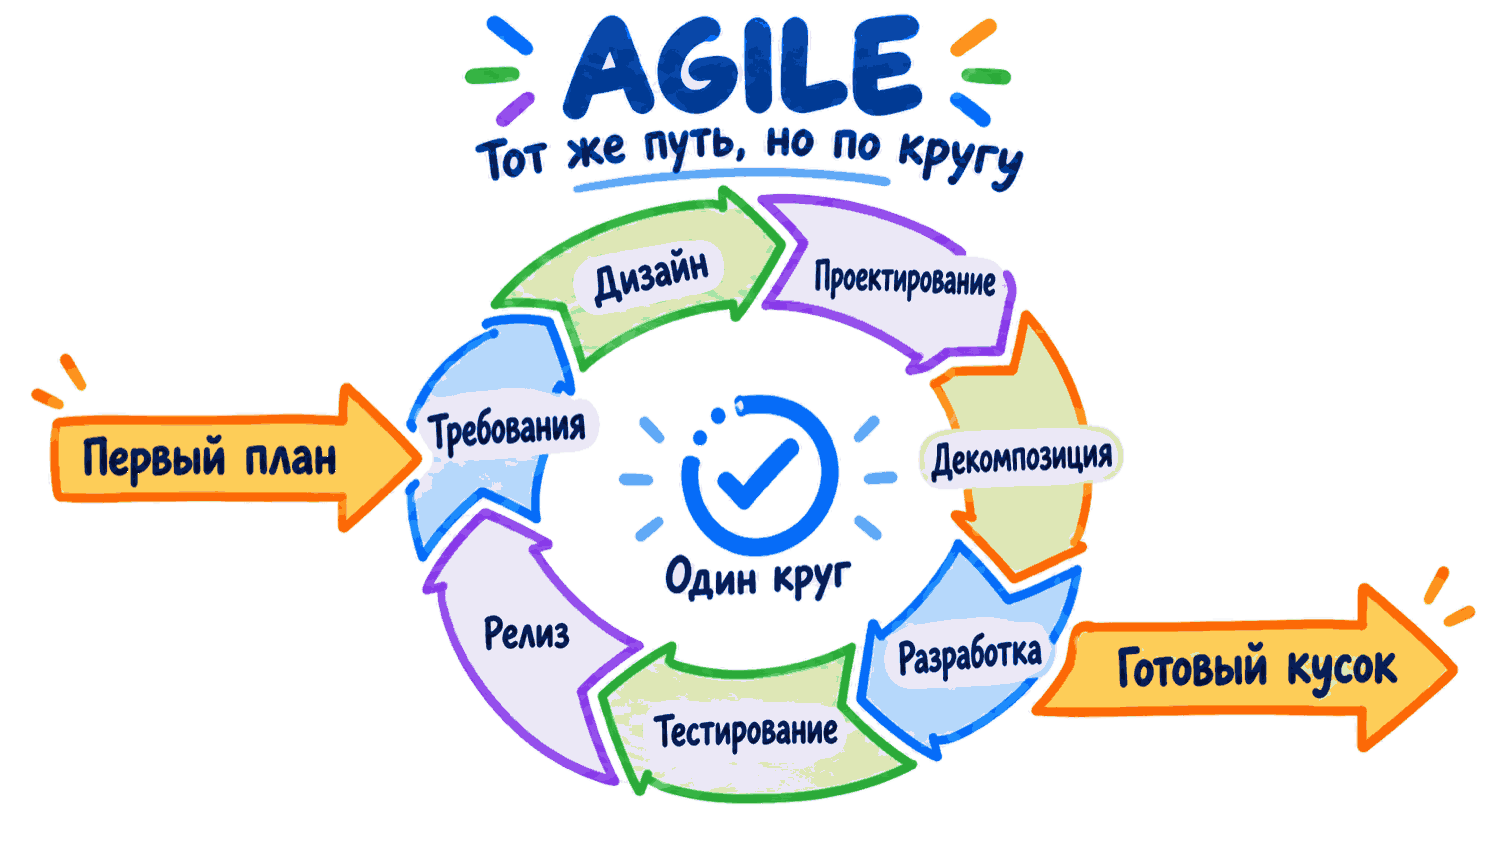 AGILE
Тот же путь, но по кругу
Дизайн
Проектирование
Требования
Первый план
Декомпозиция
Один круг
Релиз
Разработка
Готовый кусок
Тестирование